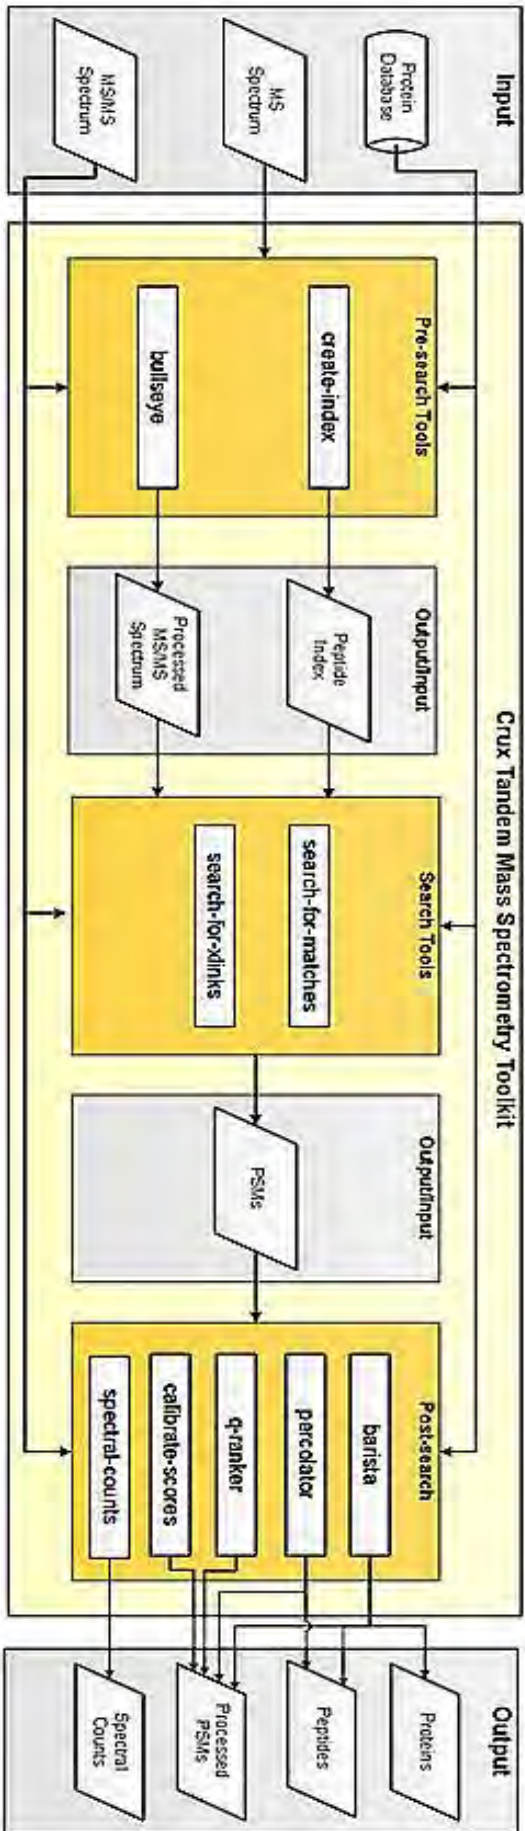 Input
Protein
Database
MS
Spectrum
MS/MS
Spectrum
Crux Tandem Mass Spectrometry Toolkit
Pre-search Tools
create-index
bullseye
Output/Input
Peptide
Index
Processed
MS/MS
Spectrum
Search Tools
search-for-matches
search-for-xlinks
Output/Input
PSMs
Post-search
barista
percolator
q-ranker
calibrate-scores
spectral-counts
Output
Proteins
Peptides
Processed
PSMs
Spectral
Counts